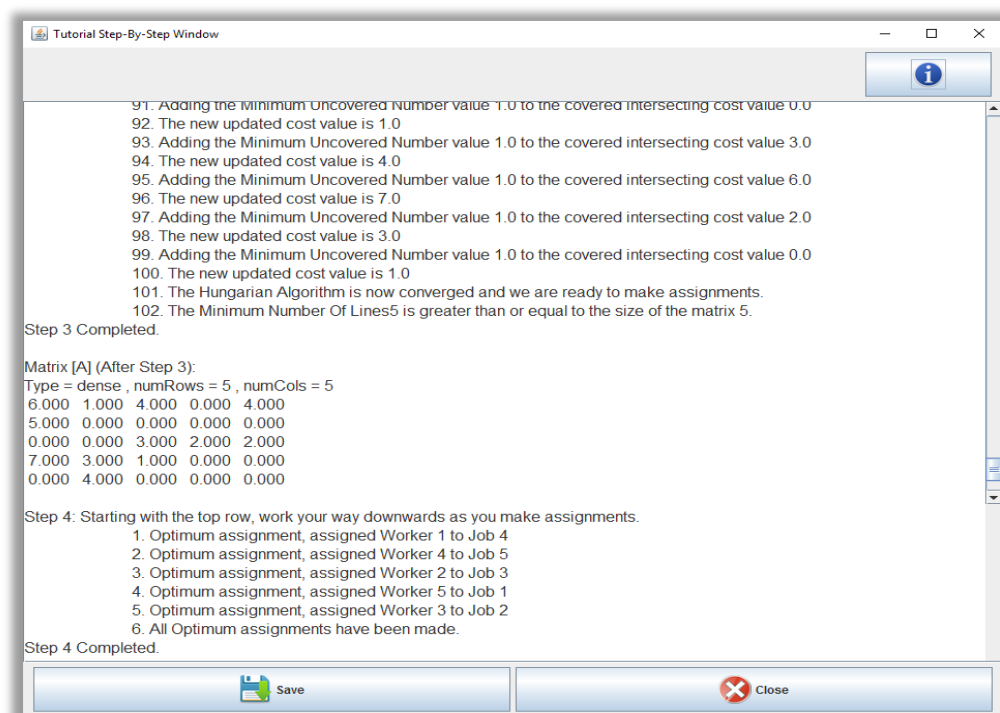 Tutorial Step-By-Step Window
91. Adding the Minimum Uncovered Number value 1.0 to the covered intersecting cost value 0.0
92. The new updated cost value is 1.0
93. Adding the Minimum Uncovered Number value 1.0 to the covered intersecting cost value 3.0
94. The new updated cost value is 4.0
95. Adding the Minimum Uncovered Number value 1.0 to the covered intersecting cost value 6.0
96. The new updated cost value is 7.0
97. Adding the Minimum Uncovered Number value 1.0 to the covered intersecting cost value 2.0
98. The new updated cost value is 3.0
99. Adding the Minimum Uncovered Number value 1.0 to the covered intersecting cost value 0.0
100. The new updated cost value is 1.0
101. The Hungarian Algorithm is now converged and we are ready to make assignments.
102. The Minimum Number Of Lines5 is greater than or equal to the size of the matrix 5.
Step 3 Completed.
Matrix [A] (After Step 3):
Type = dense , numRows = 5 , numCols = 5
6.000 1.000 4.000 0.000 4.000
5.000 0.000 0.000 0.000 0.000
0.000 0.000 3.000 2.000 2.000
7.000 3.000 1.000 0.000 0.000
0.000 4.000 0.000 0.000 0.000
Step 4: Starting with the top row, work your way downwards as you make assignments.
1. Optimum assignment, assigned Worker 1 to Job 4
2. Optimum assignment, assigned Worker 4 to Job 5
3. Optimum assignment, assigned Worker 2 to Job 3
4. Optimum assignment, assigned Worker 5 to Job 1
5. Optimum assignment, assigned Worker 3 to Job 2
6. All Optimum assignments have been made.
Step 4 Completed.
Save
Close